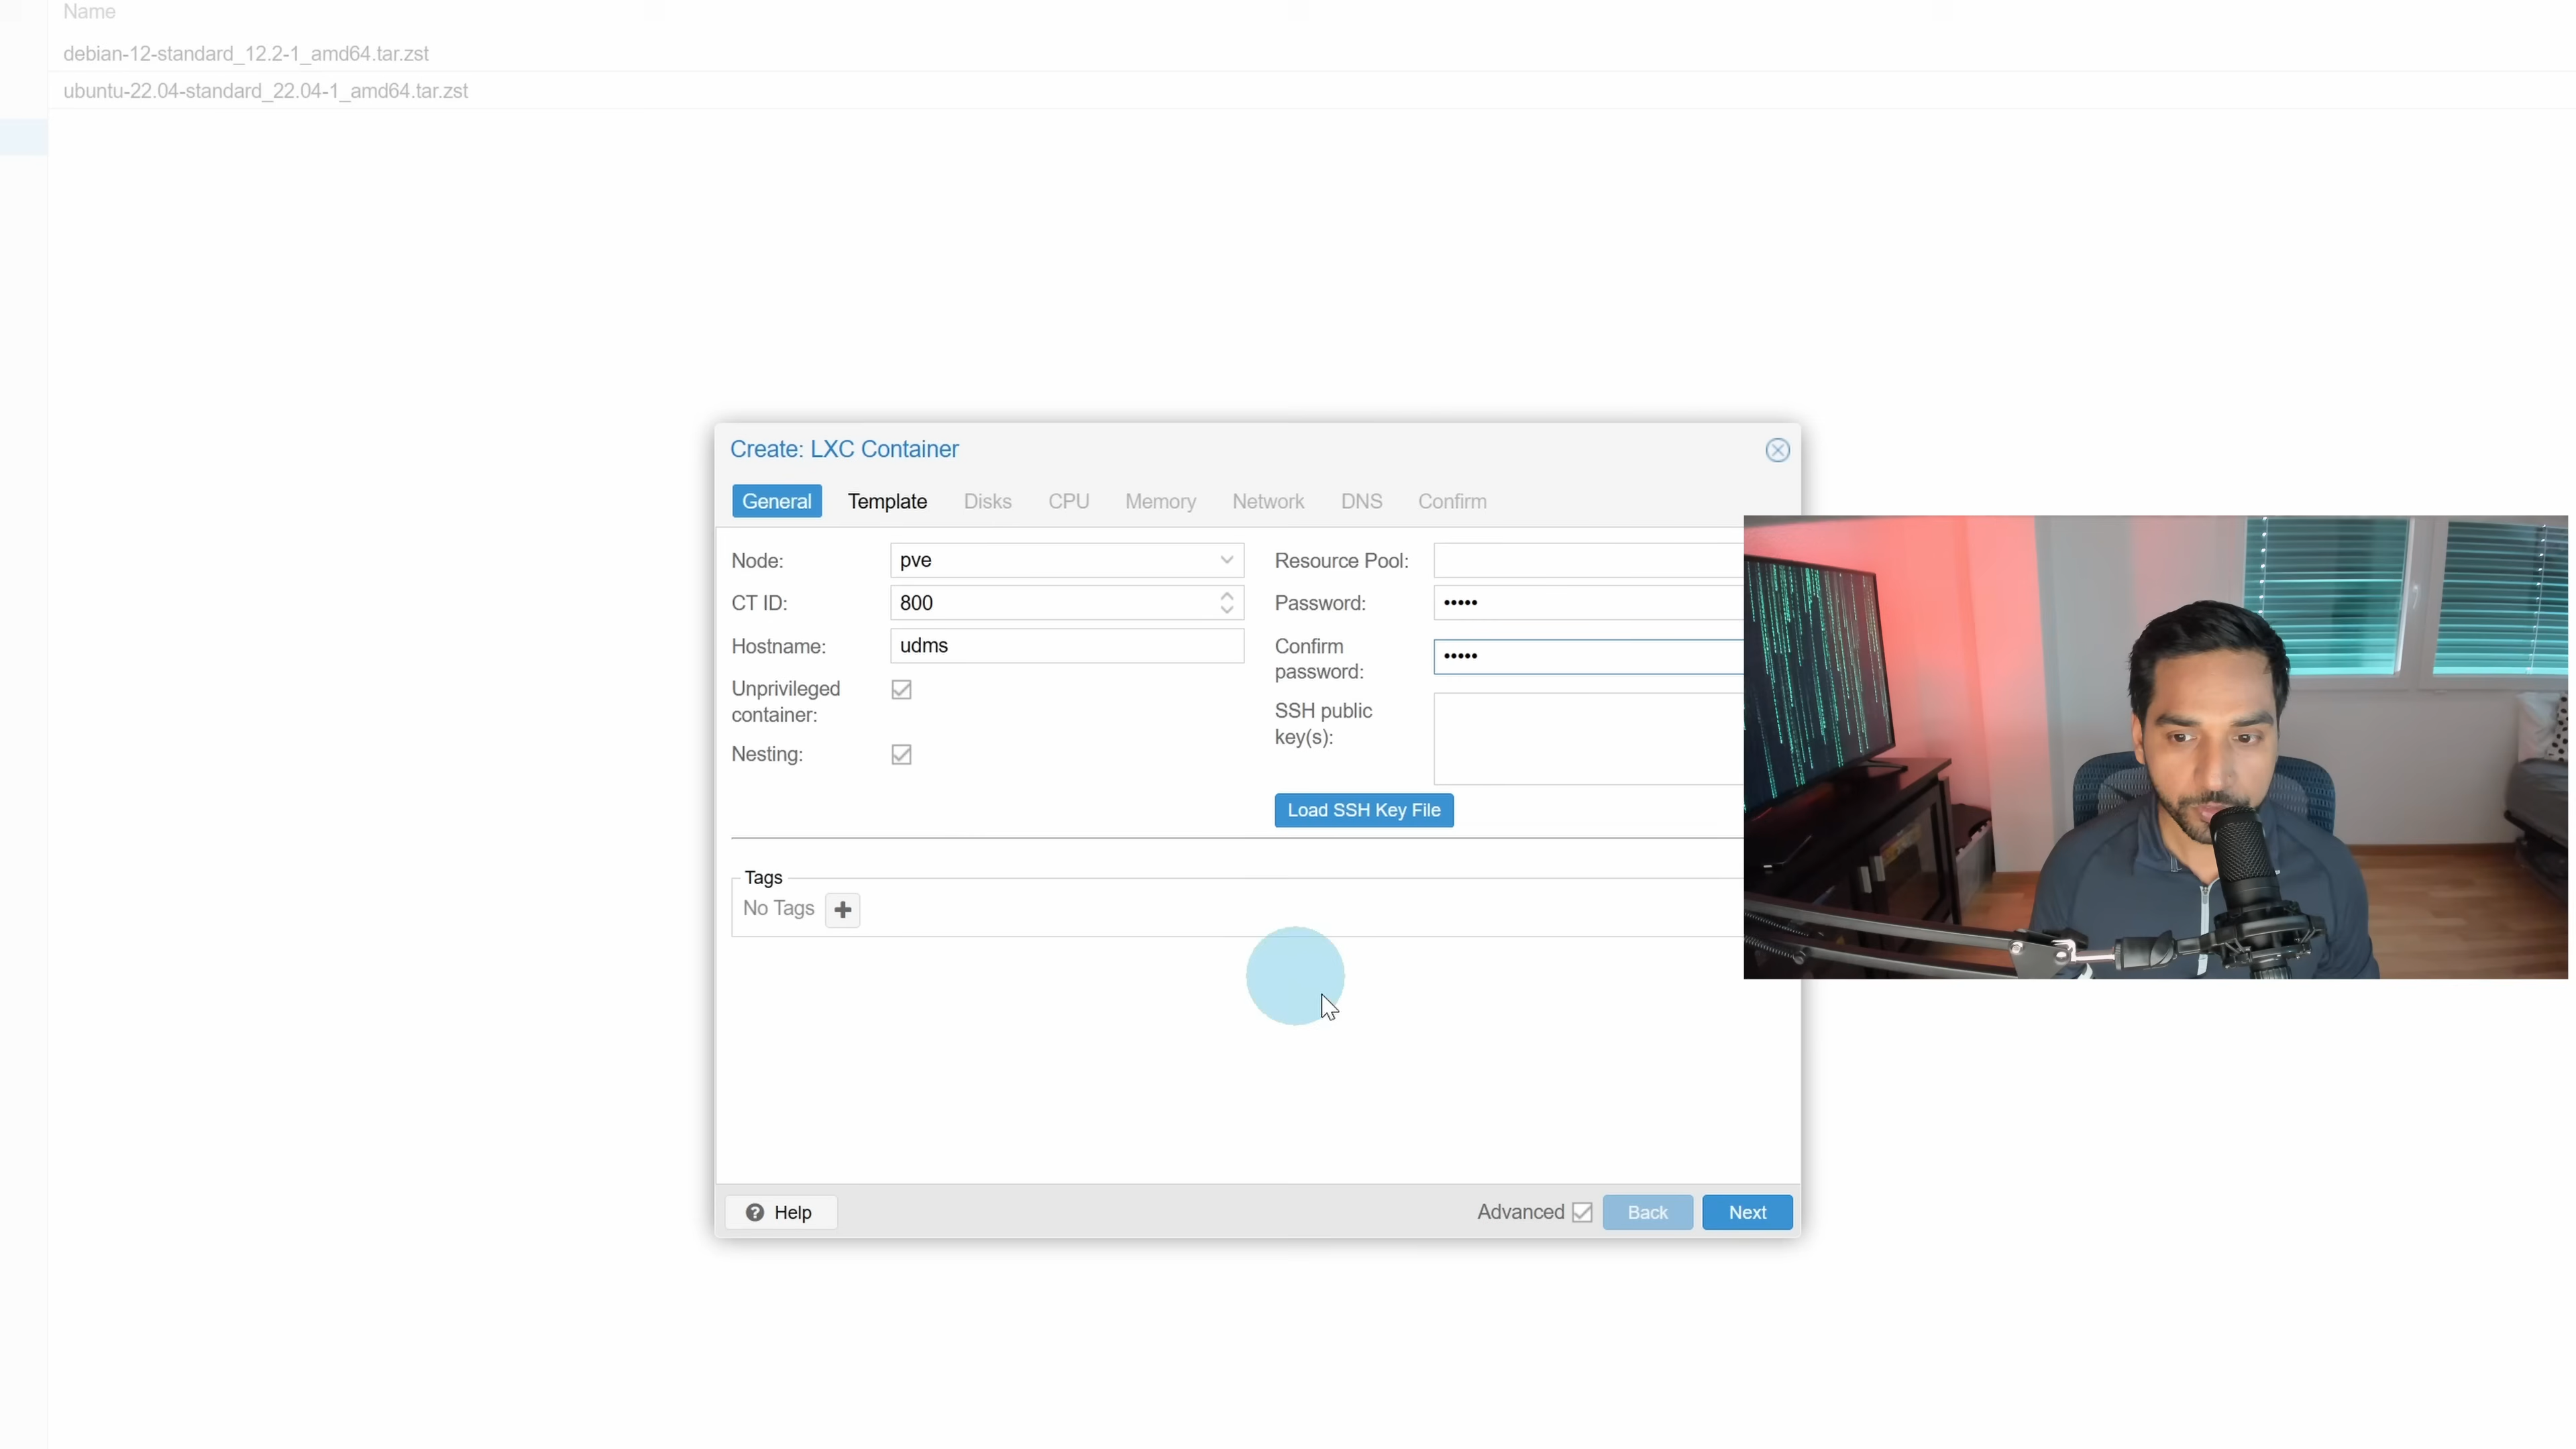 Name
debian-12-standard_12.2-1_amd64.tar.zst
ubuntu-22.04-standard_22.04-1_amd64.tar.zst
Create: LXC Container
General Template Disks CPU Memory Network DNS Confirm
Node: pve
CT ID: 800
Hostname: udms
Unprivileged
container:
Nesting:
Resource Pool:
Password: •••••
Confirm
password: •••••
SSH public
key(s):
Load SSH Key File
Tags
No Tags
Help
Advanced
Back
Next